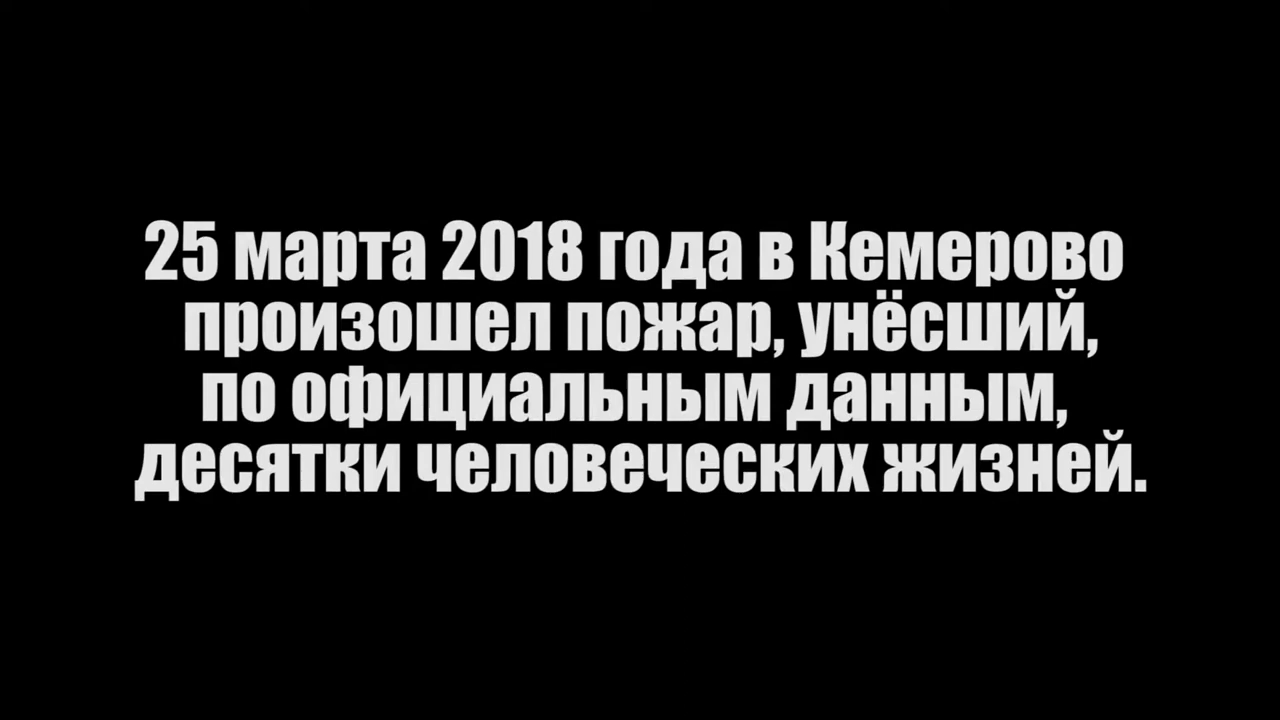 25 марта 2018 года в Кемерово
произошел пожар, унёсший,
по официальным данным,
десятки человеческих жизней.